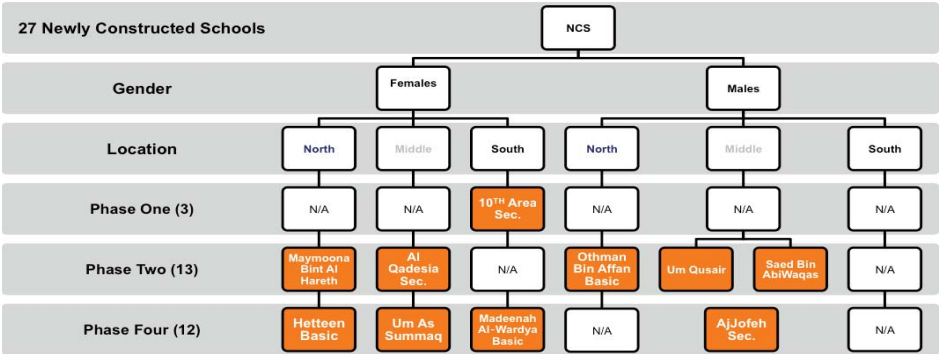 27 Newly Constructed Schools
NCS
Gender
Females
Males
Location
North
Middle
South
North
Middle
South
Phase One (3)
N/A
N/A
10TH Area
Sec.
N/A
N/A
N/A
Phase Two (13)
Maymoona
Bint Al
Hareth
Al
Qadesia
Sec.
N/A
Othman
Bin Affan
Basic
Um Qusair
Saed Bin
AbiWaqas
N/A
Phase Four (12)
Hetteen
Basic
Um As
Summaq
Madeenah
Al-Wardya
Basic
N/A
AjJofeh
Sec.
N/A